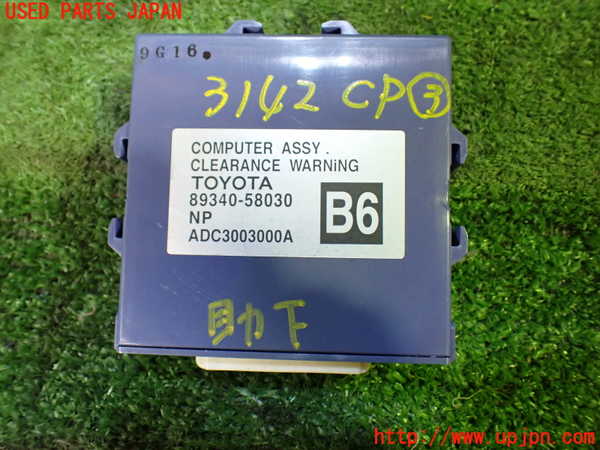 USED PARTS JAPAN
9G16.
3142 CP③
COMPUTER ASSY.
CLEARANCE WARNiNG
TOYOTA
89340-58030
NP
ADC3003000A
B6
助下
http://www.upjpn.com/